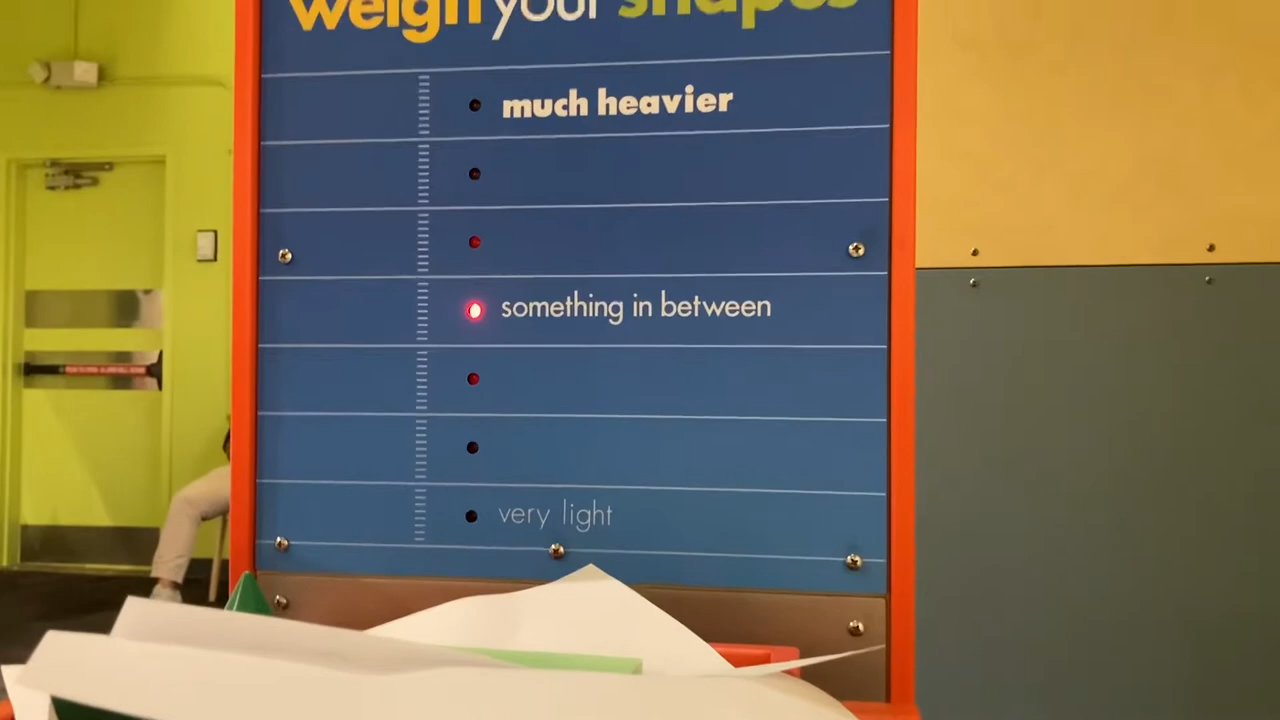 weigh your shapes
much heavier
something in between
very light